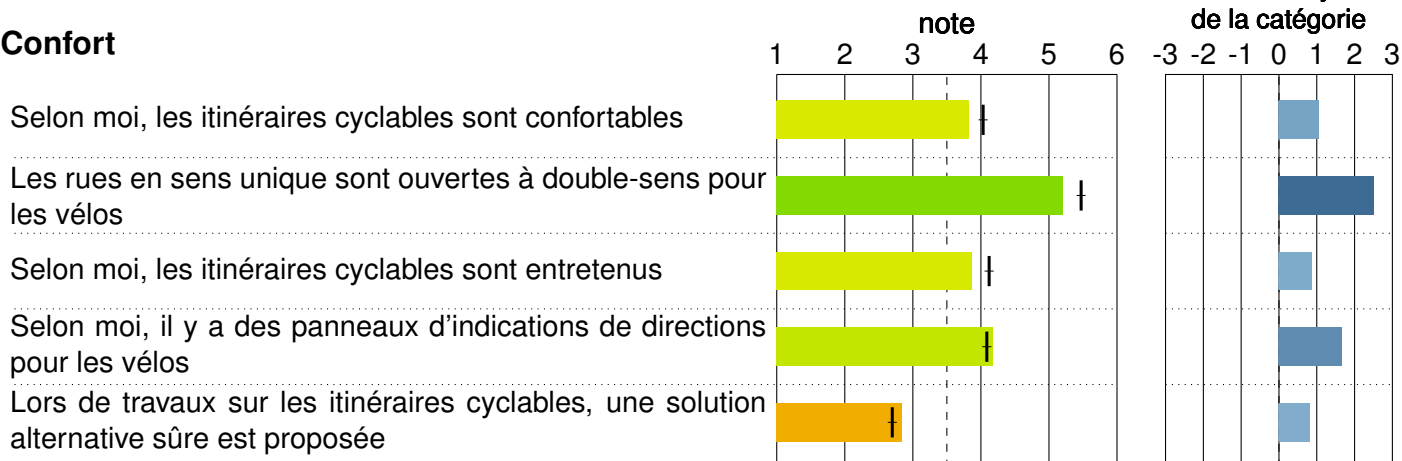 note
de la catégorie
Confort
1 2 3 4 5 6
-3 -2 -1 0 1 2 3
Selon moi, les itinéraires cyclables sont confortables
Les rues en sens unique sont ouvertes à double-sens pour
les vélos
Selon moi, les itinéraires cyclables sont entretenus
Selon moi, il y a des panneaux d'indications de directions
pour les vélos
Lors de travaux sur les itinéraires cyclables, une solution
alternative sûre est proposée